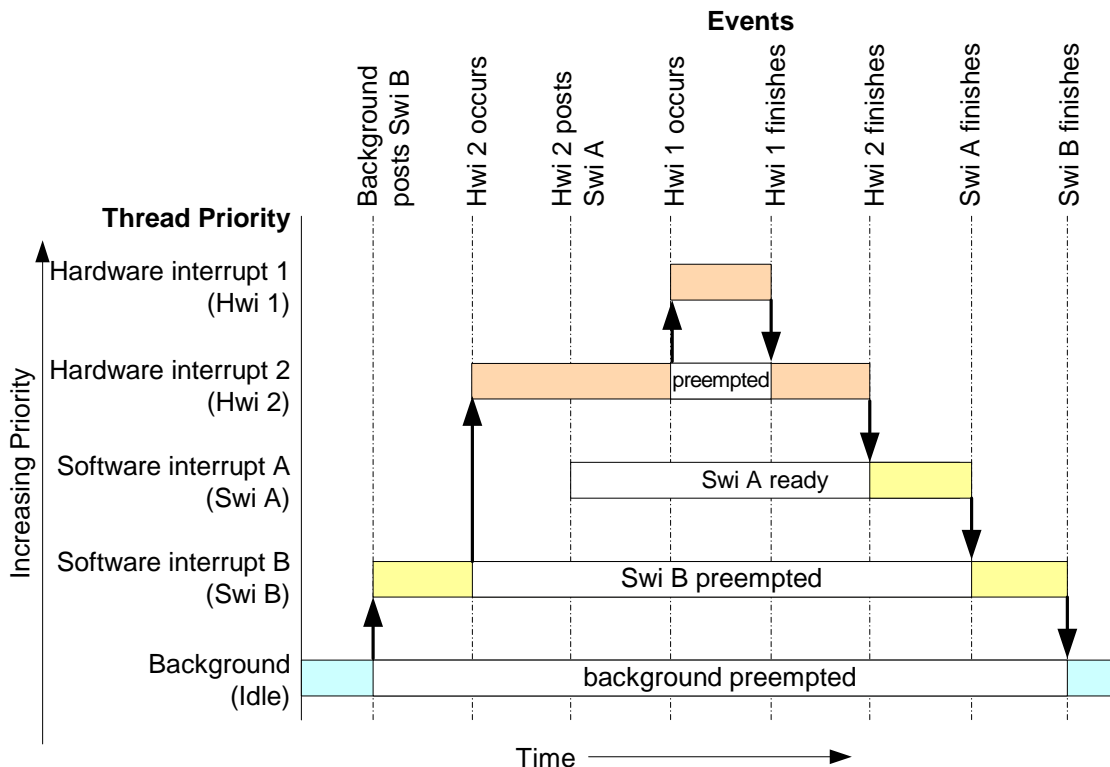 Events
Background
posts Swi B
Hwi 2 occurs
Hwi 2 posts
Swi A
Hwi 1 occurs
Hwi 1 finishes
Hwi 2 finishes
Swi A finishes
Swi B finishes
Thread Priority
Increasing Priority
Hardware interrupt 1
(Hwi 1)
Hardware interrupt 2
(Hwi 2)
preempted
Software interrupt A
(Swi A)
Swi A ready
Software interrupt B
(Swi B)
Swi B preempted
Background
(Idle)
background preempted
Time